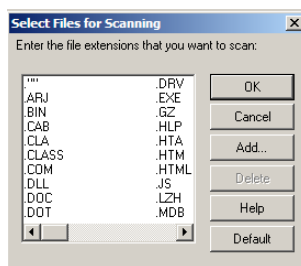 Select Files for Scanning
Enter the file extensions that you want to scan:
.""
.ARJ
.BIN
.CAB
.CLA
.CLASS
.COM
.DLL
.DOC
.DOT
.DRV
.EXE
.GZ
.HLP
.HTA
.HTM
.HTML
.JS
.LZH
.MDB
OK
Cancel
Add...
Delete
Help
Default